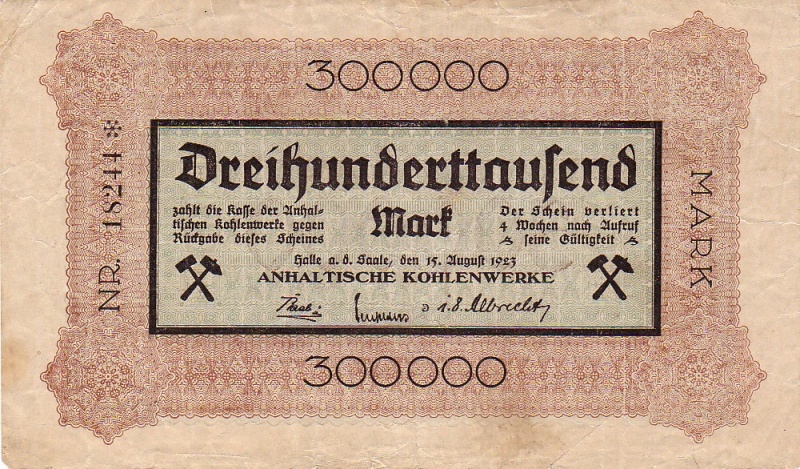 300000
NR. 18244 *
Dreihunderttausend
zahlt die Kasse der Anhal-
tischen Kohlenwerke gegen
Rückgabe dieses Scheines
Mark
Der Schein verliert
4 Wochen nach Aufruf
seine Gültigkeit
Halle a. d. Saale, den 15. August 1923
ANHALTISCHE KOHLENWERKE
i. V. Albrecht
MARK
300000